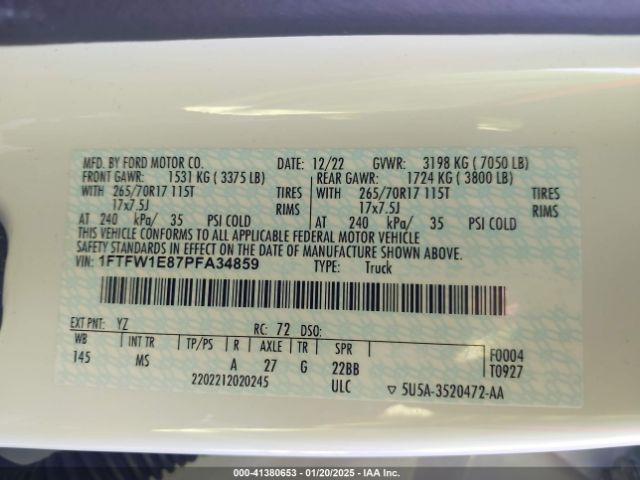 MFD. BY FORD MOTOR CO. DATE: 12/22 GVWR: 3198 KG ( 7050 LB)
FRONT GAWR: 1531 KG ( 3375 LB) REAR GAWR: 1724 KG ( 3800 LB)
WITH 265/70R17 115T TIRES WITH 265/70R17 115T TIRES
17x7.5J RIMS 17x7.5J RIMS
AT 240 kPa/ 35 PSI COLD AT 240 kPa/ 35 PSI COLD
THIS VEHICLE CONFORMS TO ALL APPLICABLE FEDERAL MOTOR VEHICLE
SAFETY STANDARDS IN EFFECT ON THE DATE OF MANUFACTURE SHOWN ABOVE.
VIN: 1FTFW1E87PFA34859 TYPE: Truck
EXT PNT: YZ RC: 72 DSO:
WB INT TR TP/PS R AXLE TR SPR F0004
145 MS A 27 G 22BB T0927
2202212020245 ULC ▽ 5U5A-3520472-AA
000-41380653 - 01/20/2025 - IAA Inc.